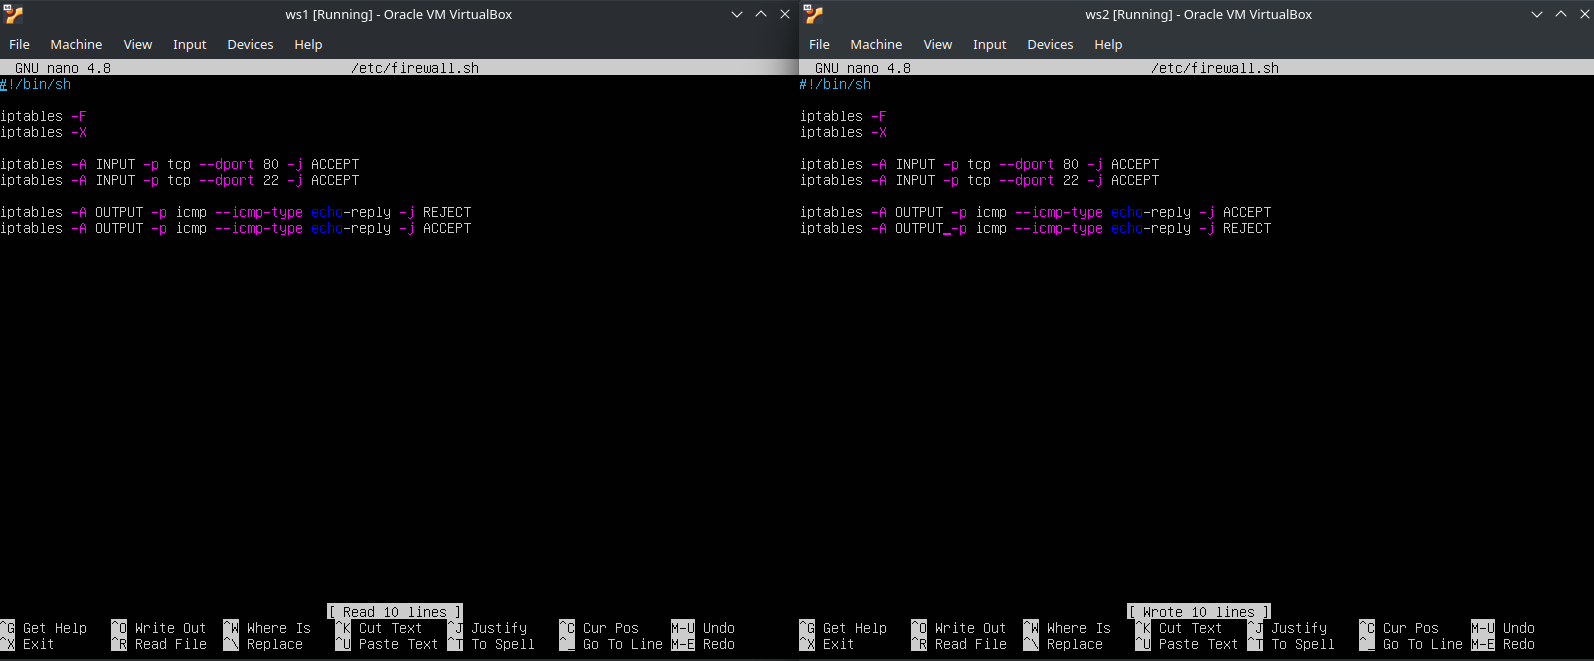 ws1 [Running] - Oracle VM VirtualBox
File Machine View Input Devices Help
GNU nano 4.8 /etc/firewall.sh
#!/bin/sh
iptables -F
iptables -X
iptables -A INPUT -p tcp --dport 80 -j ACCEPT
iptables -A INPUT -p tcp --dport 22 -j ACCEPT
iptables -A OUTPUT -p icmp --icmp-type echo-reply -j REJECT
iptables -A OUTPUT -p icmp --icmp-type echo-reply -j ACCEPT
[ Read 10 lines ]
^G Get Help ^O Write Out ^W Where Is ^K Cut Text ^J Justify ^C Cur Pos M-U Undo
^X Exit ^R Read File ^\ Replace ^U Paste Text ^T To Spell ^_ Go To Line M-E Redo
ws2 [Running] - Oracle VM VirtualBox
File Machine View Input Devices Help
GNU nano 4.8 /etc/firewall.sh
#!/bin/sh
iptables -F
iptables -X
iptables -A INPUT -p tcp --dport 80 -j ACCEPT
iptables -A INPUT -p tcp --dport 22 -j ACCEPT
iptables -A OUTPUT -p icmp --icmp-type echo-reply -j ACCEPT
iptables -A OUTPUT -p icmp --icmp-type echo-reply -j REJECT
[ Wrote 10 lines ]
^G Get Help ^O Write Out ^W Where Is ^K Cut Text ^J Justify ^C Cur Pos M-U Undo
^X Exit ^R Read File ^\ Replace ^U Paste Text ^T To Spell ^_ Go To Line M-E Redo